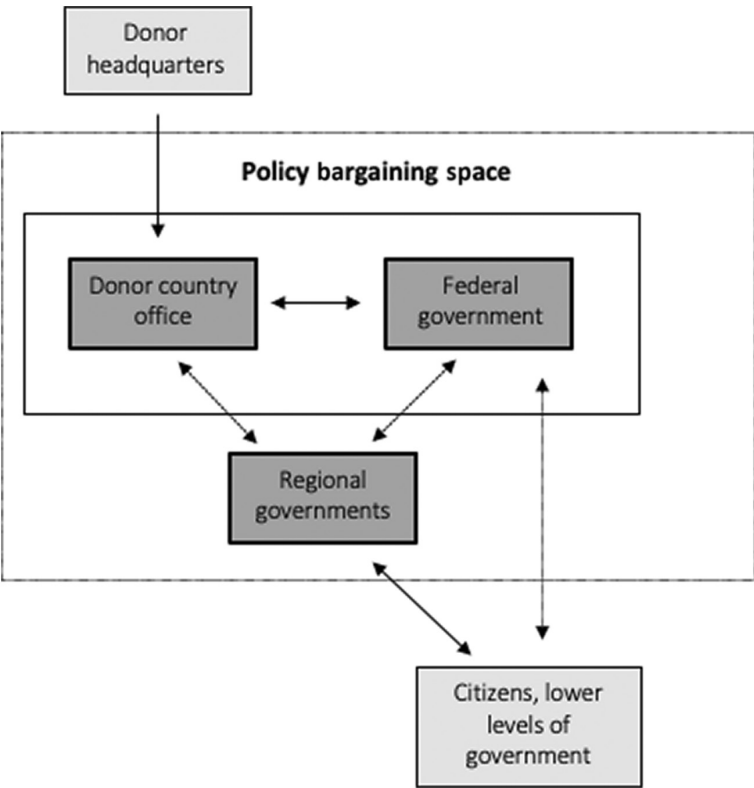 Donor
headquarters
Policy bargaining space
Donor country
office
Federal
government
Regional
governments
Citizens, lower
levels of
government